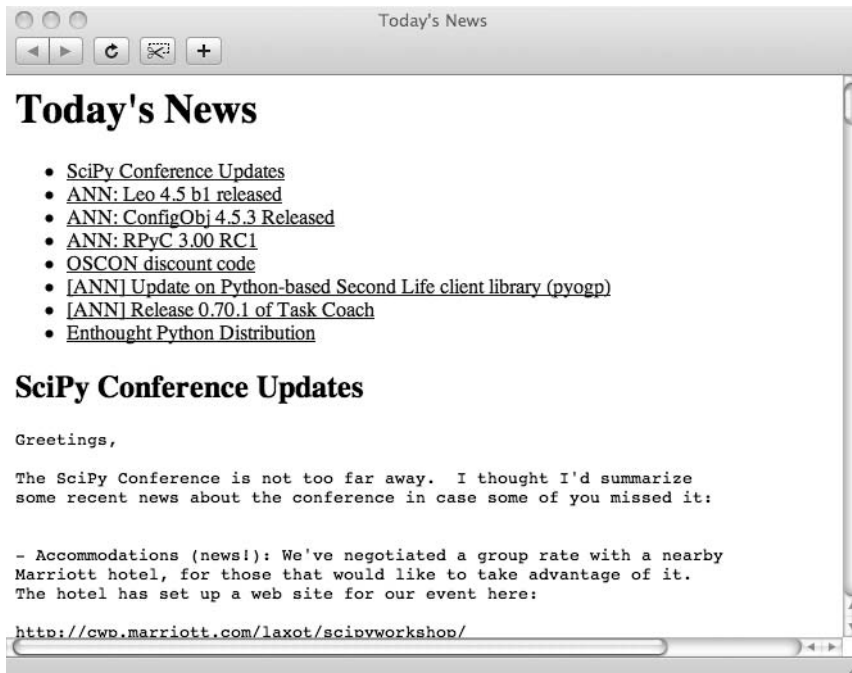 Today's News
Today's News
• SciPy Conference Updates
• ANN: Leo 4.5 b1 released
• ANN: ConfigObj 4.5.3 Released
• ANN: RPyC 3.00 RC1
• OSCON discount code
• [ANN] Update on Python-based Second Life client library (pyogp)
• [ANN] Release 0.70.1 of Task Coach
• Enthought Python Distribution
SciPy Conference Updates
Greetings,
The SciPy Conference is not too far away.  I thought I'd summarize
some recent news about the conference in case some of you missed it:
- Accommodations (news!): We've negotiated a group rate with a nearby
Marriott hotel, for those that would like to take advantage of it.
The hotel has set up a web site for our event here:
http://cwp.marriott.com/laxot/scipyworkshop/